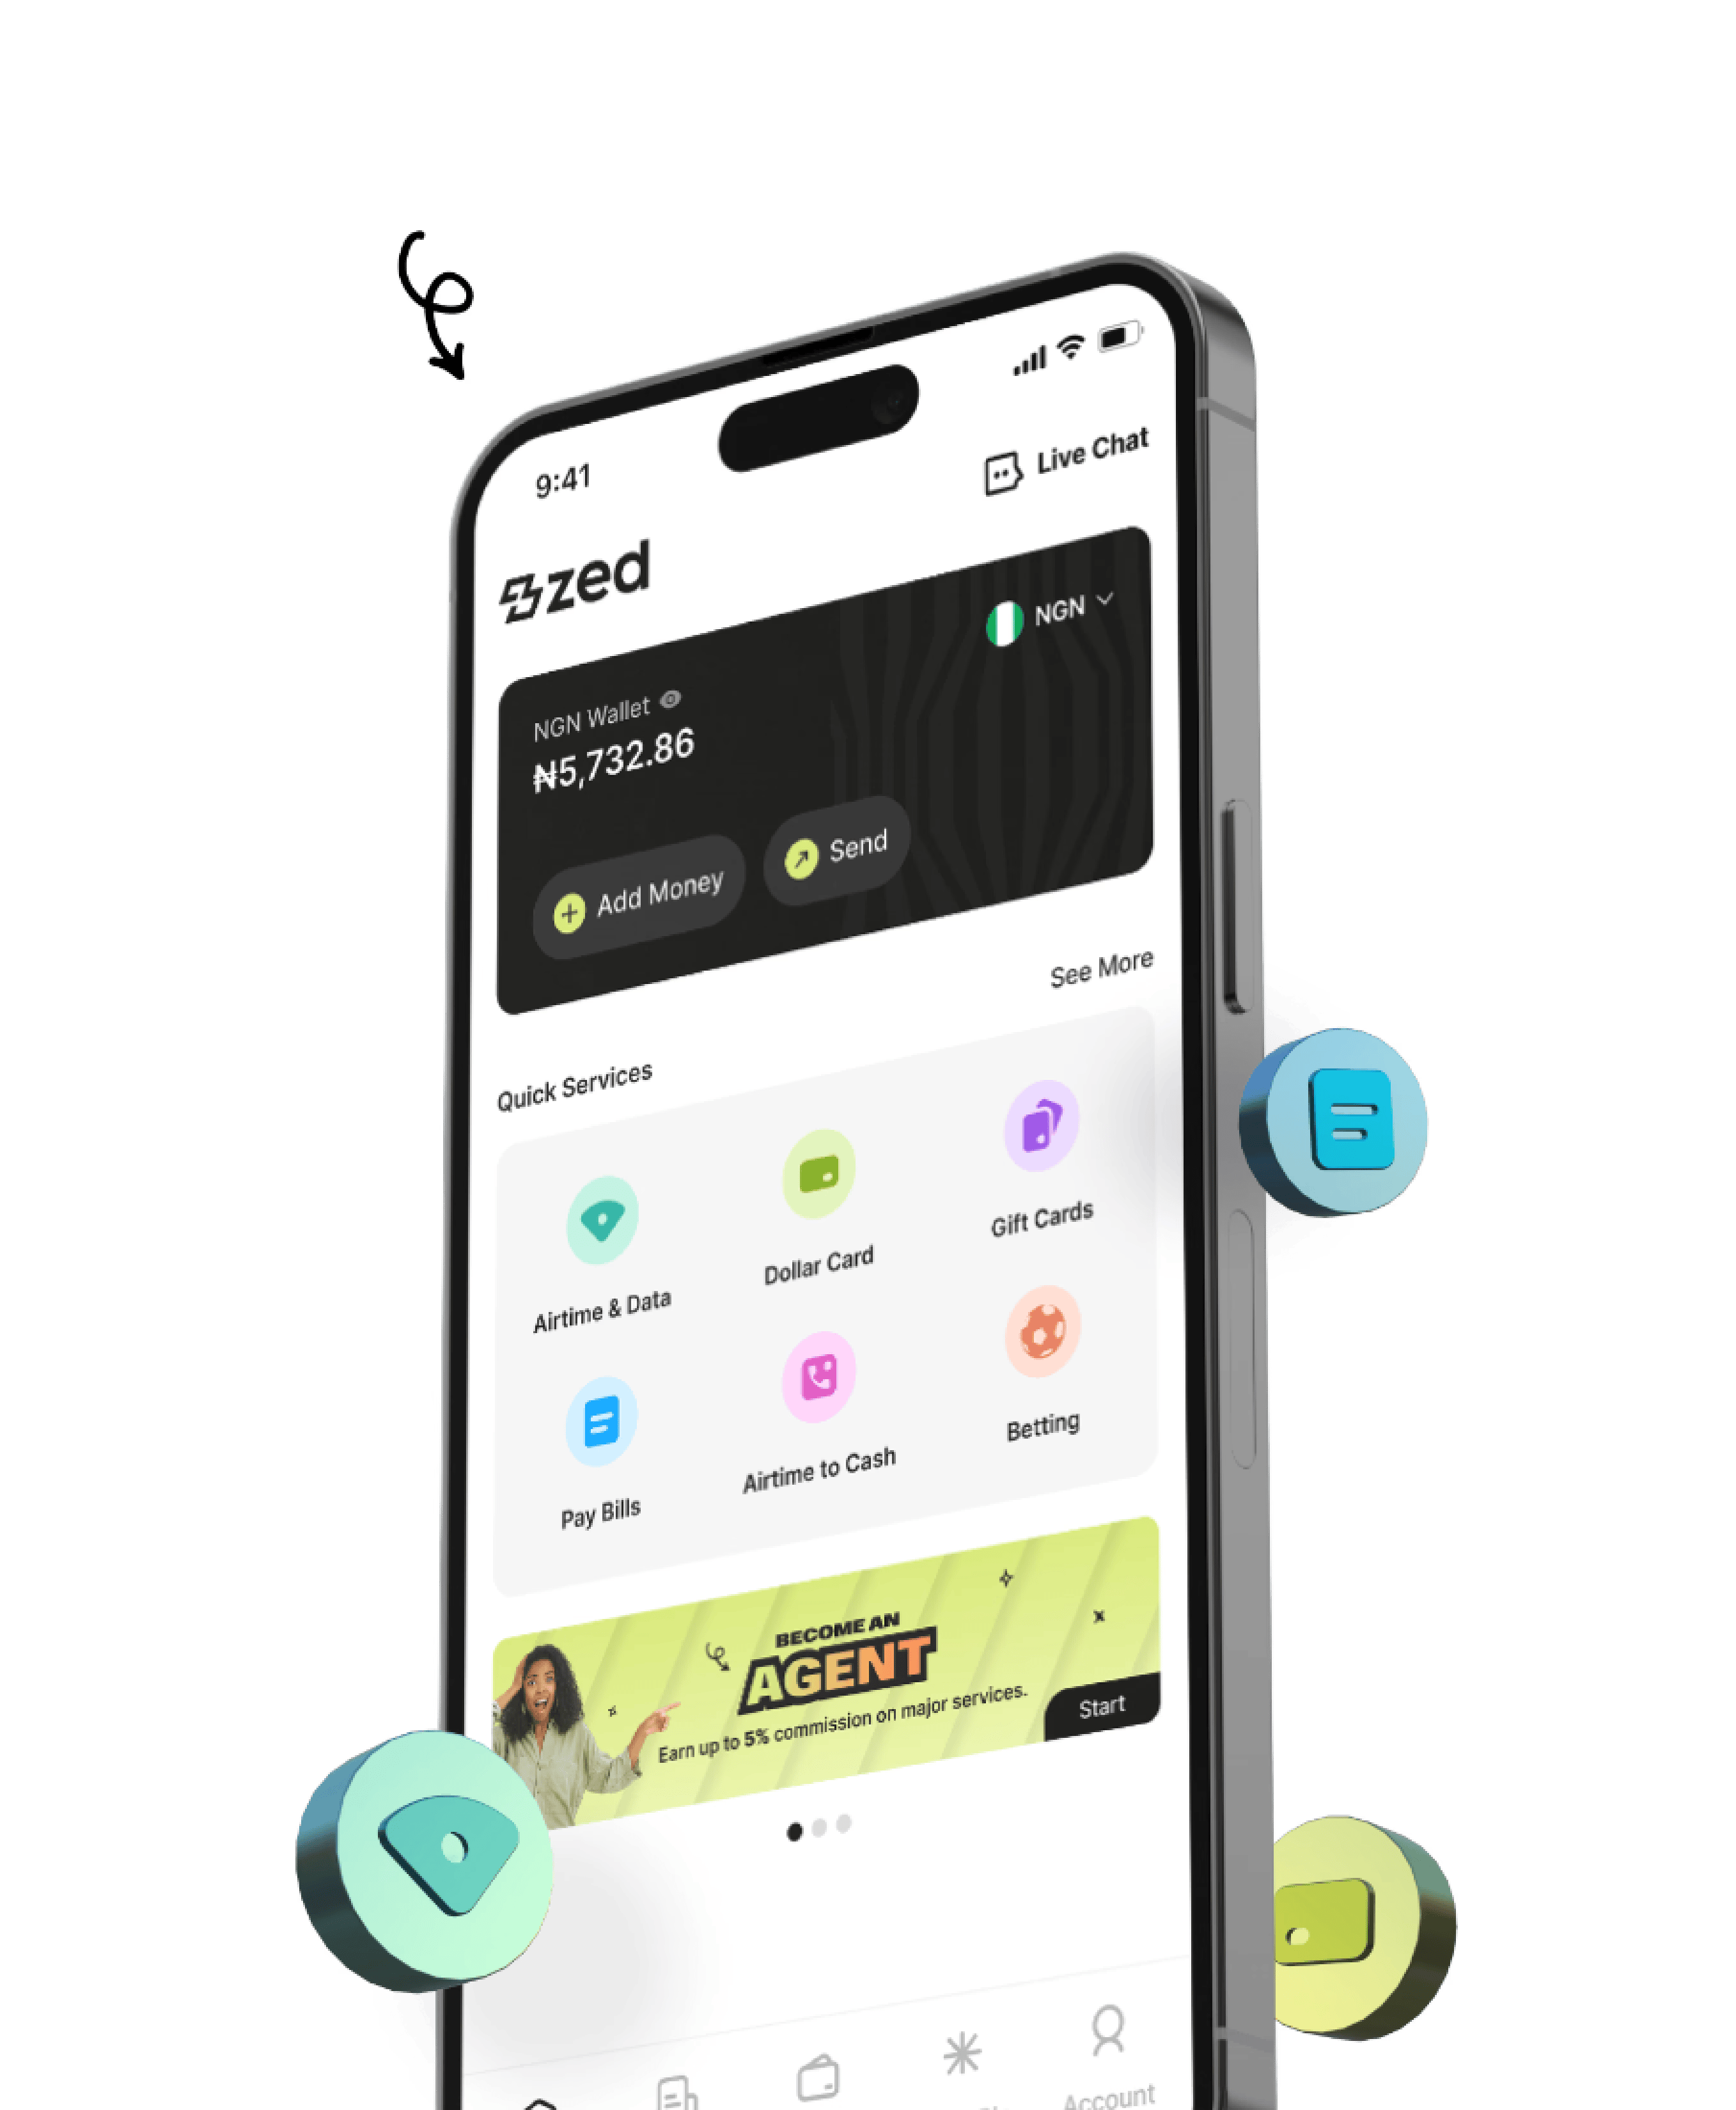 9:41
Live Chat
zed
NGN
NGN Wallet
₦5,732.86
Add Money
Send
See More
Quick Services
Airtime & Data
Dollar Card
Gift Cards
Pay Bills
Airtime to Cash
Betting
BECOME AN
AGENT
Earn up to 5% commission on major services.
Start
Account